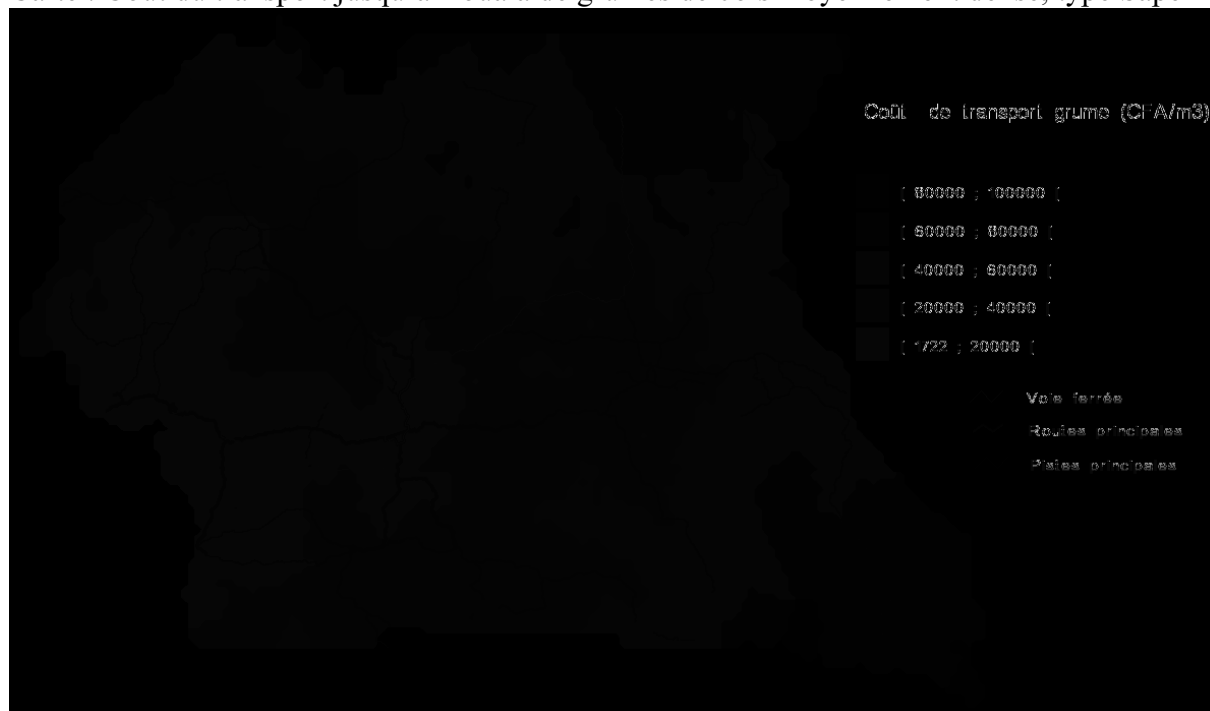 Coût de transport grume (CFA/m3)
[ 80000 ; 100000 [
[ 60000 ; 80000 [
[ 40000 ; 60000 [
[ 20000 ; 40000 [
[ 1722 ; 20000 [
Voie ferrée
Routes principales
Pistes principales